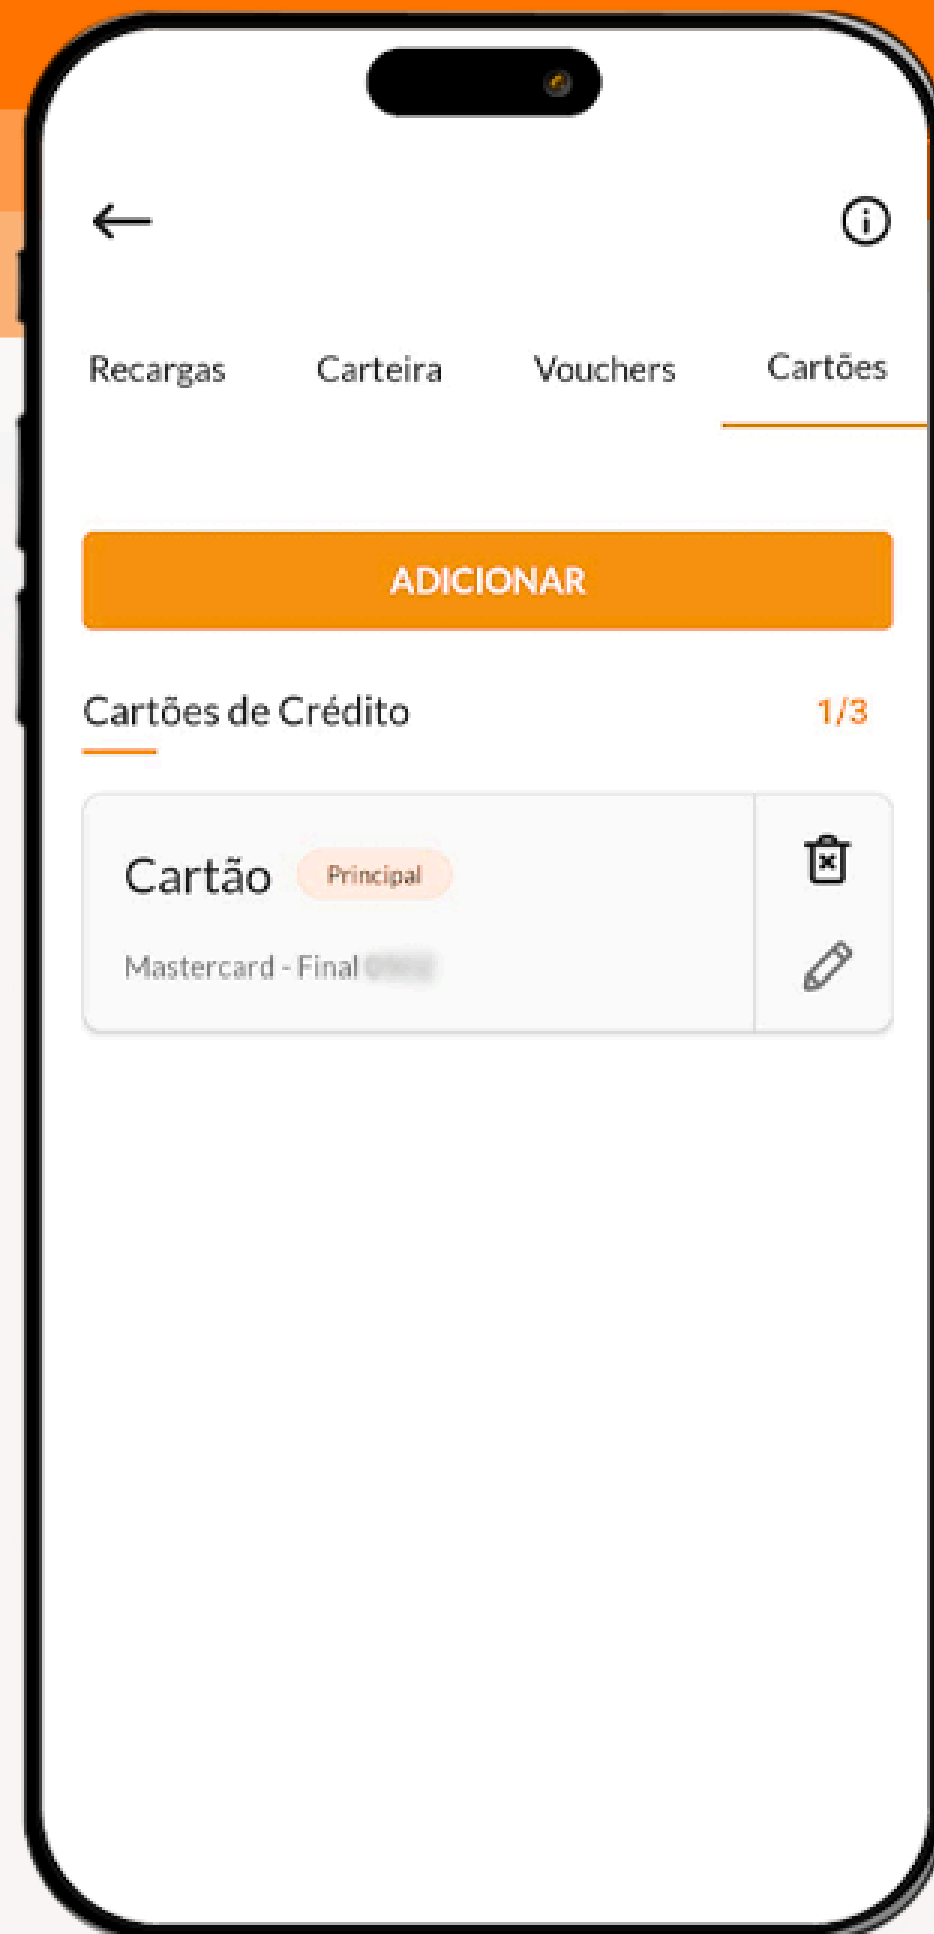 Recargas Carteira Vouchers Cartões
ADICIONAR
Cartões de Crédito 1/3
Cartão Principal
Mastercard - Final